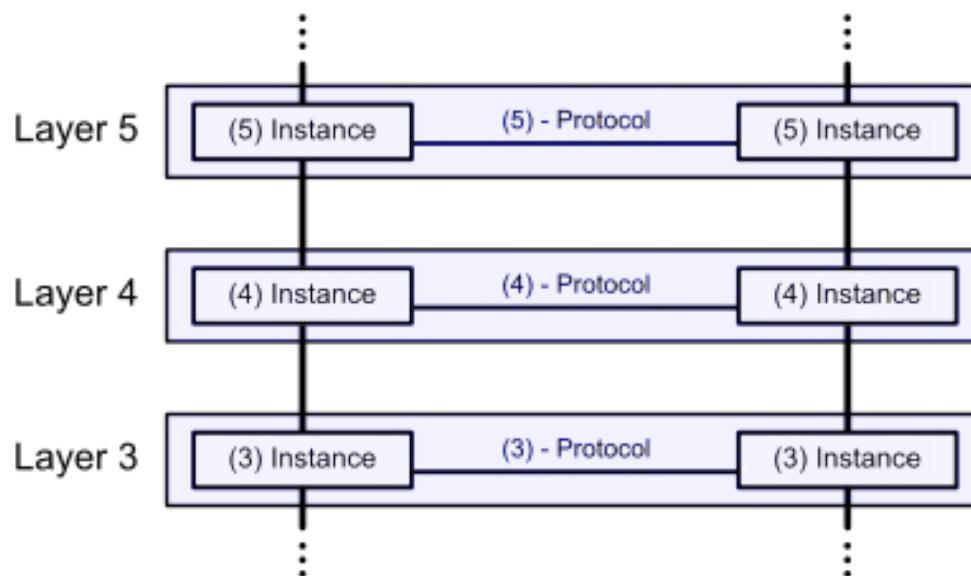 Layer 5
(5) Instance
(5) - Protocol
(5) Instance
Layer 4
(4) Instance
(4) - Protocol
(4) Instance
Layer 3
(3) Instance
(3) - Protocol
(3) Instance